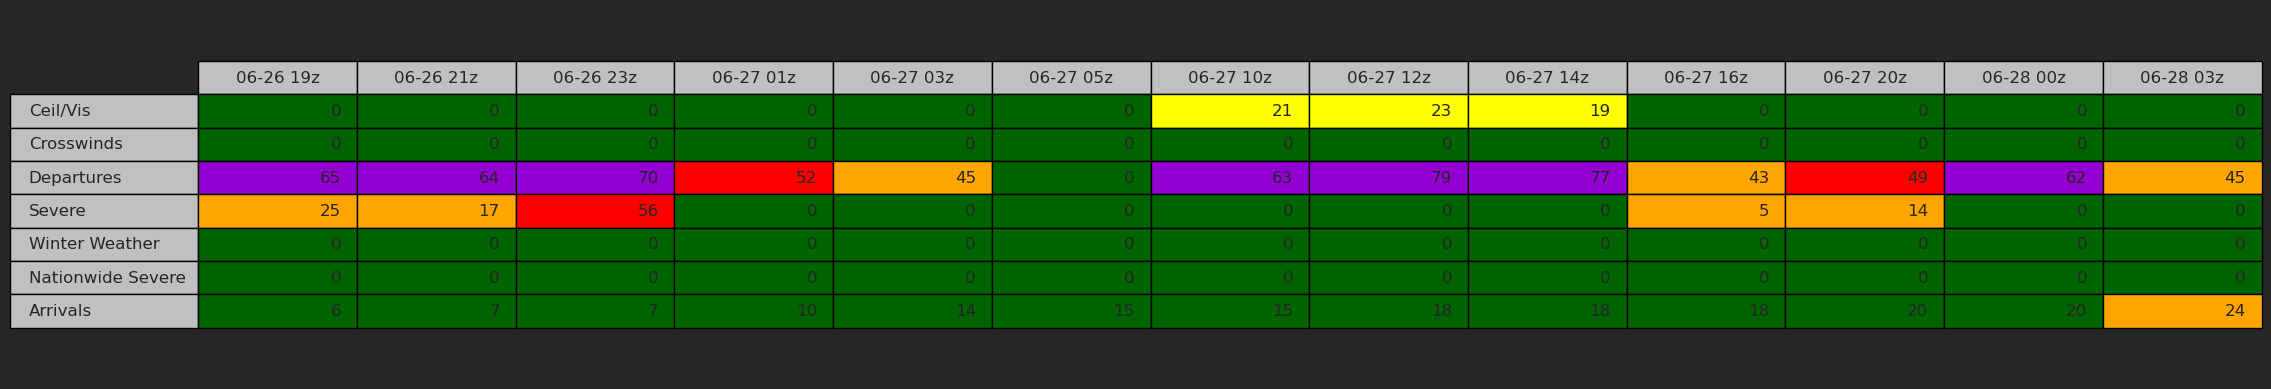 06-26 19z 06-26 21z 06-26 23z 06-27 01z 06-27 03z 06-27 05z 06-27 10z 06-27 12z 06-27 14z 06-27 16z 06-27 20z 06-28 00z 06-28 03z
Ceil/Vis 0 0 0 0 0 0 21 23 19 0 0 0 0
Crosswinds 0 0 0 0 0 0 0 0 0 0 0 0 0
Departures 65 64 70 52 45 0 63 79 77 43 49 62 45
Severe 25 17 56 0 0 0 0 0 0 5 14 0 0
Winter Weather 0 0 0 0 0 0 0 0 0 0 0 0 0
Nationwide Severe 0 0 0 0 0 0 0 0 0 0 0 0 0
Arrivals 6 7 7 10 14 15 15 18 18 18 20 20 24